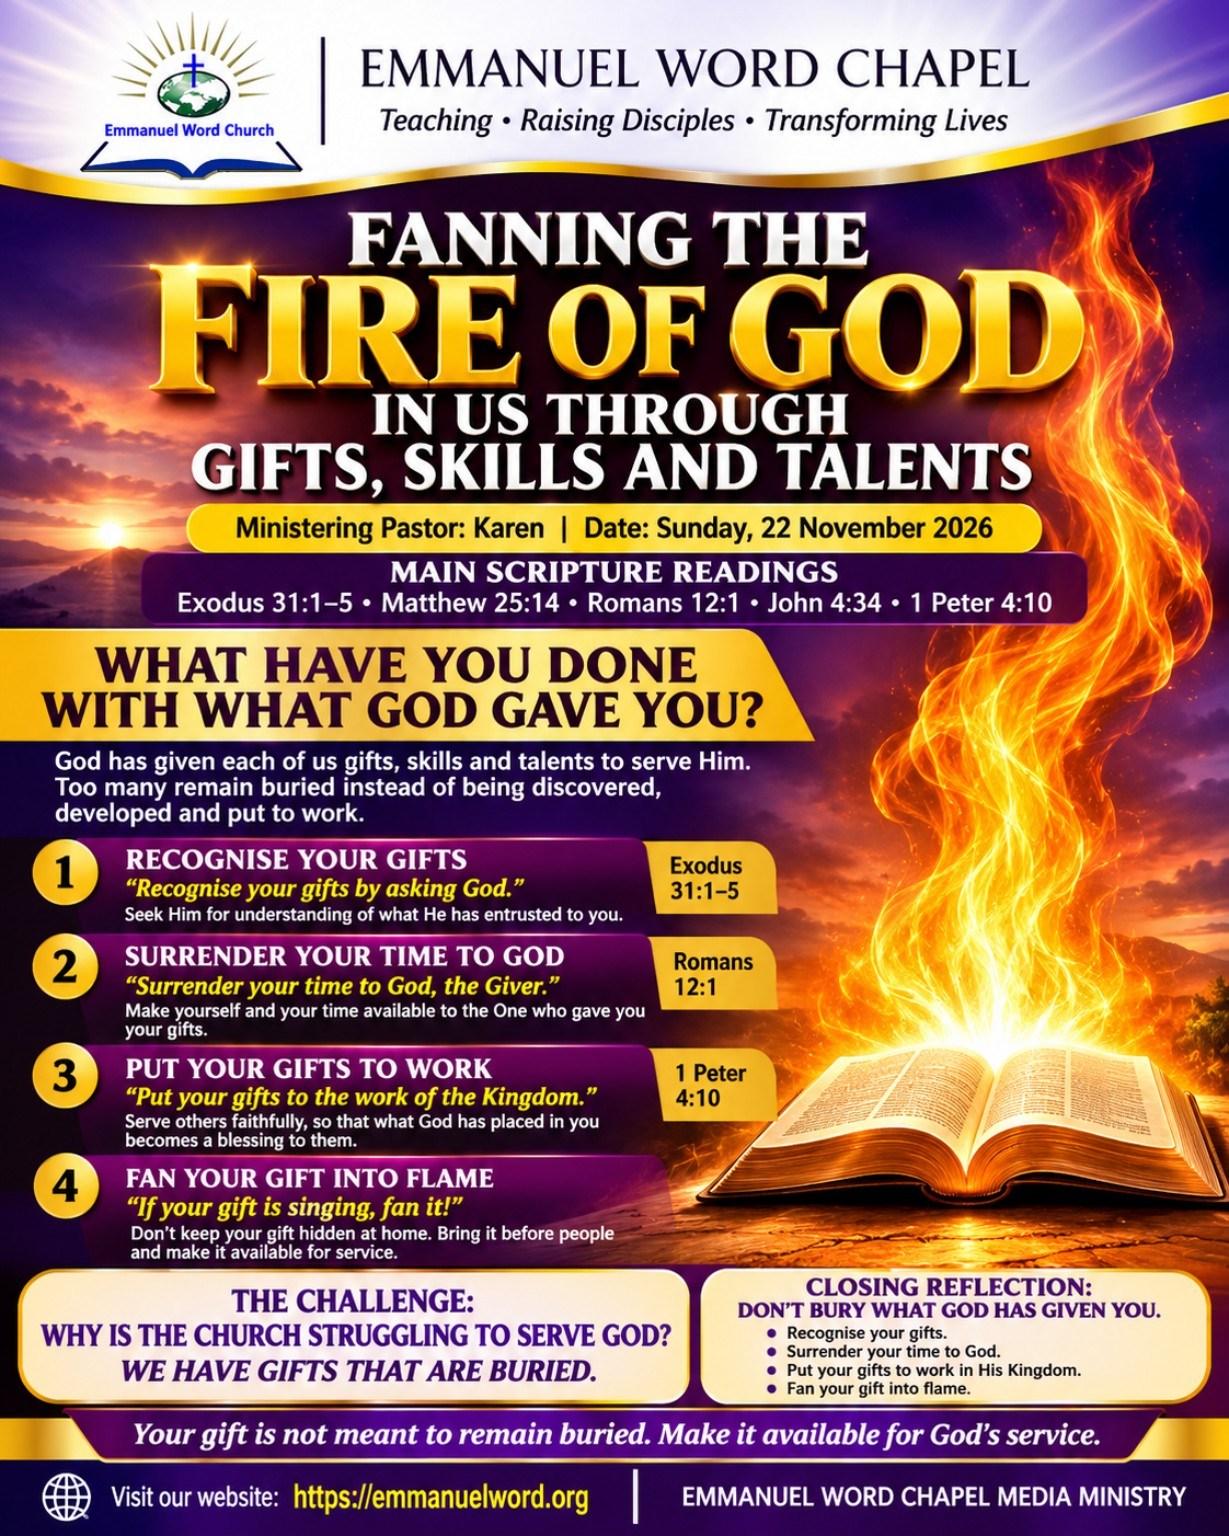 Emmanuel Word Church
EMMANUEL WORD CHAPEL
Teaching • Raising Disciples • Transforming Lives
FANNING THE
FIRE OF GOD
IN US THROUGH
GIFTS, SKILLS AND TALENTS
Ministering Pastor: Karen | Date: Sunday, 22 November 2026
MAIN SCRIPTURE READINGS
Exodus 31:1–5 • Matthew 25:14 • Romans 12:1 • John 4:34 • 1 Peter 4:10
WHAT HAVE YOU DONE
WITH WHAT GOD GAVE YOU?
God has given each of us gifts, skills and talents to serve Him.
Too many remain buried instead of being discovered,
developed and put to work.
1
RECOGNISE YOUR GIFTS
“Recognise your gifts by asking God.”
Seek Him for understanding of what He has entrusted to you.
Exodus
31:1–5
2
SURRENDER YOUR TIME TO GOD
“Surrender your time to God, the Giver.”
Make yourself and your time available to the One who gave you
your gifts.
Romans
12:1
3
PUT YOUR GIFTS TO WORK
“Put your gifts to the work of the Kingdom.”
Serve others faithfully, so that what God has placed in you
becomes a blessing to them.
1 Peter
4:10
4
FAN YOUR GIFT INTO FLAME
“If your gift is singing, fan it!”
Don’t keep your gift hidden at home. Bring it before people
and make it available for service.
THE CHALLENGE:
WHY IS THE CHURCH STRUGGLING TO SERVE GOD?
WE HAVE GIFTS THAT ARE BURIED.
CLOSING REFLECTION:
DON’T BURY WHAT GOD HAS GIVEN YOU.
• Recognise your gifts.
• Surrender your time to God.
• Put your gifts to work in His Kingdom.
• Fan your gift into flame.
Your gift is not meant to remain buried. Make it available for God’s service.
Visit our website: https://emmanuelword.org
EMMANUEL WORD CHAPEL MEDIA MINISTRY